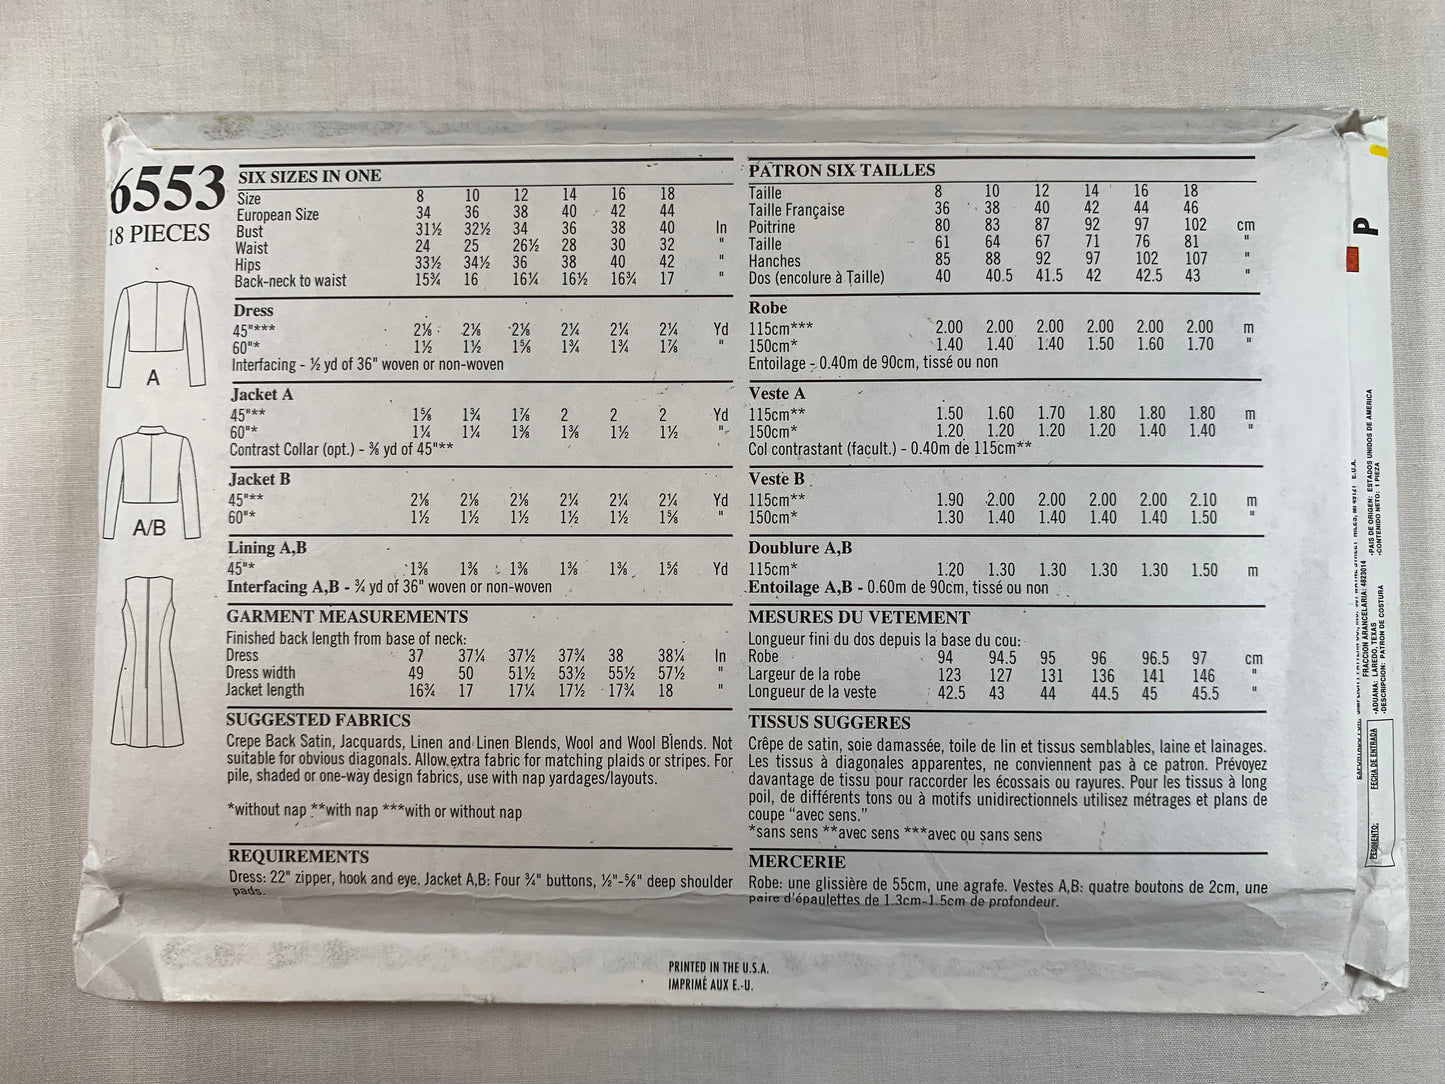 6553
18 PIECES
A
A/B
SIX SIZES IN ONE
Size 8 10 12 14 16 18
European Size 34 36 38 40 42 44
Bust 31½ 32½ 34 36 38 40 In
Waist 24 25 26½ 28 30 32 "
Hips 33½ 34½ 36 38 40 42 "
Back-neck to waist 15¾ 16 16¼ 16½ 16¾ 17 "
Dress
45"*** 2⅛ 2⅛ 2⅛ 2¼ 2¼ 2¼ Yd
60"* 1½ 1½ 1⅝ 1¾ 1¾ 1⅞ "
Interfacing - ½ yd of 36" woven or non-woven
Jacket A
45"** 1⅝ 1¾ 1⅞ 2 2 2 Yd
60"* 1¼ 1¼ 1⅜ 1⅜ 1½ 1½ "
Contrast Collar (opt.) - ⅜ yd of 45"**
Jacket B
45"** 2⅛ 2⅛ 2⅛ 2¼ 2¼ 2¼ Yd
60"* 1½ 1½ 1½ 1½ 1½ 1⅝ "
Lining A,B
45"* 1⅜ 1⅜ 1⅜ 1⅜ 1⅜ 1⅝ Yd
Interfacing A,B - ¾ yd of 36" woven or non-woven
GARMENT MEASUREMENTS
Finished back length from base of neck:
Dress 37 37¼ 37½ 37¾ 38 38¼ In
Dress width 49 50 51½ 53½ 55½ 57½ "
Jacket length 16¾ 17 17¼ 17½ 17¾ 18 "
SUGGESTED FABRICS
Crepe Back Satin, Jacquards, Linen and Linen Blends, Wool and Wool Blends. Not
suitable for obvious diagonals. Allow extra fabric for matching plaids or stripes. For
pile, shaded or one-way design fabrics, use with nap yardages/layouts.
*without nap **with nap ***with or without nap
REQUIREMENTS
Dress: 22" zipper, hook and eye. Jacket A,B: Four ¾" buttons, ½"-⅝" deep shoulder
pads.
PATRON SIX TAILLES
Taille 8 10 12 14 16 18
Taille Française 36 38 40 42 44 46
Poitrine 80 83 87 92 97 102 cm
Taille 61 64 67 71 76 81 "
Hanches 85 88 92 97 102 107 "
Dos (encolure à Taille) 40 40.5 41.5 42 42.5 43 "
Robe
115cm*** 2.00 2.00 2.00 2.00 2.00 2.00 m
150cm* 1.40 1.40 1.40 1.50 1.60 1.70 "
Entoilage - 0.40m de 90cm, tissé ou non
Veste A
115cm** 1.50 1.60 1.70 1.80 1.80 1.80 m
150cm* 1.20 1.20 1.20 1.20 1.40 1.40 "
Col contrastant (facult.) - 0.40m de 115cm**
Veste B
115cm** 1.90 2.00 2.00 2.00 2.00 2.10 m
150cm* 1.30 1.40 1.40 1.40 1.40 1.50 "
Doublure A,B
115cm* 1.20 1.30 1.30 1.30 1.30 1.50 m
Entoilage A,B - 0.60m de 90cm, tissé ou non
MESURES DU VETEMENT
Longueur fini du dos depuis la base du cou:
Robe 94 94.5 95 96 96.5 97 cm
Largeur de la robe 123 127 131 136 141 146 "
Longueur de la veste 42.5 43 44 44.5 45 45.5 "
TISSUS SUGGERES
Crêpe de satin, soie damassée, toile de lin et tissus semblables, laine et lainages.
Les tissus à diagonales apparentes, ne conviennent pas à ce patron. Prévoyez
davantage de tissu pour raccorder les écossais ou rayures. Pour les tissus à long
poil, de différents tons ou à motifs unidirectionnels utilisez métrages et plans de
coupe "avec sens."
*sans sens **avec sens ***avec ou sans sens
MERCERIE
Robe: une glissière de 55cm, une agrafe. Vestes A,B: quatre boutons de 2cm, une
paire d'épaulettes de 1.3cm-1.5cm de profondeur.
PRINTED IN THE U.S.A.
IMPRIMÉ AUX E.-U.
P
E.U.A.
FRACCION ARANCELARIA: 4823014
·ADUANA: LAREDO, TEXAS ·PAIS DE ORIGEN: ESTADOS UNIDOS DE AMERICA
·DESCRIPCION: PATRON DE COSTURA ·CONTENIDO NETO: 1 PIEZA
PEDIMENTO: FECHA DE ENTRADA